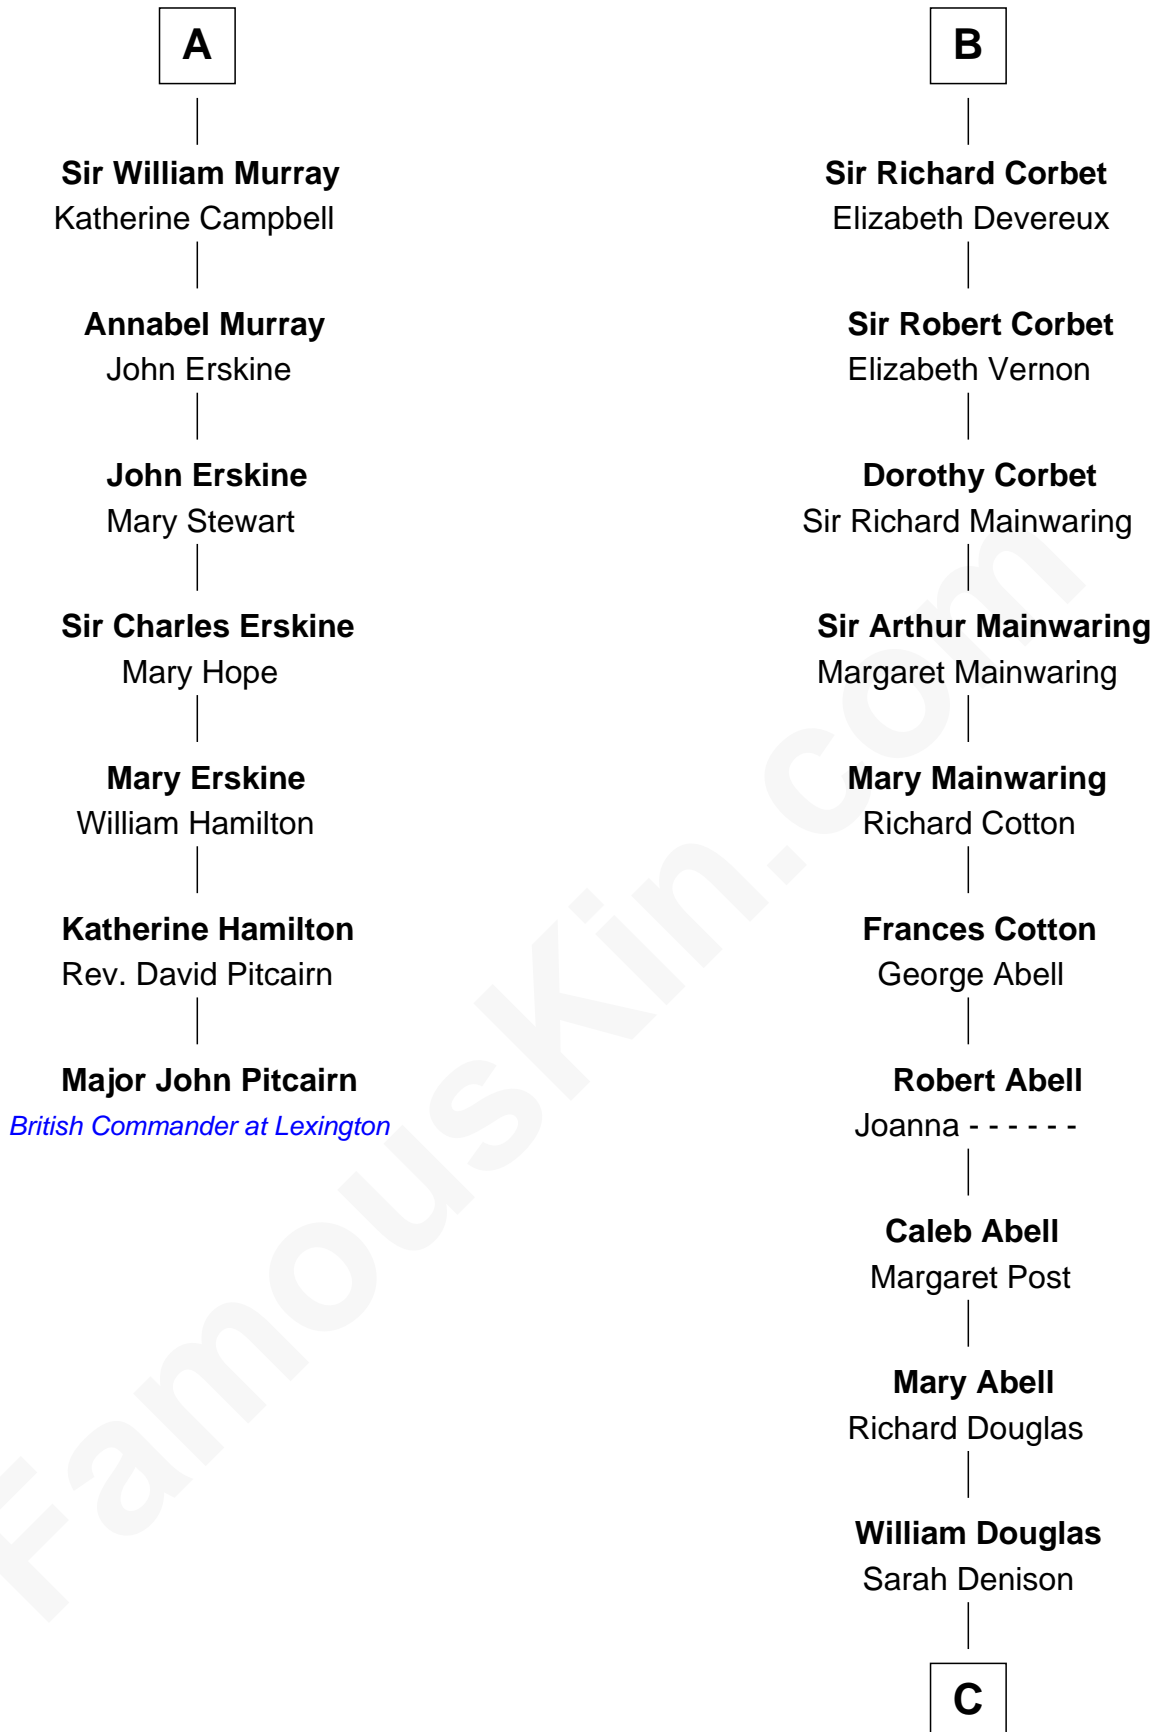 A
Sir William Murray
Katherine Campbell
Annabel Murray
John Erskine
John Erskine
Mary Stewart
Sir Charles Erskine
Mary Hope
Mary Erskine
William Hamilton
Katherine Hamilton
Rev. David Pitcairn
Major John Pitcairn
British Commander at Lexington
B
Sir Richard Corbet
Elizabeth Devereux
Sir Robert Corbet
Elizabeth Vernon
Dorothy Corbet
Sir Richard Mainwaring
Sir Arthur Mainwaring
Margaret Mainwaring
Mary Mainwaring
Richard Cotton
Frances Cotton
George Abell
Robert Abell
Joanna - - - - - -
Caleb Abell
Margaret Post
Mary Abell
Richard Douglas
William Douglas
Sarah Denison
C
FamousKin.com